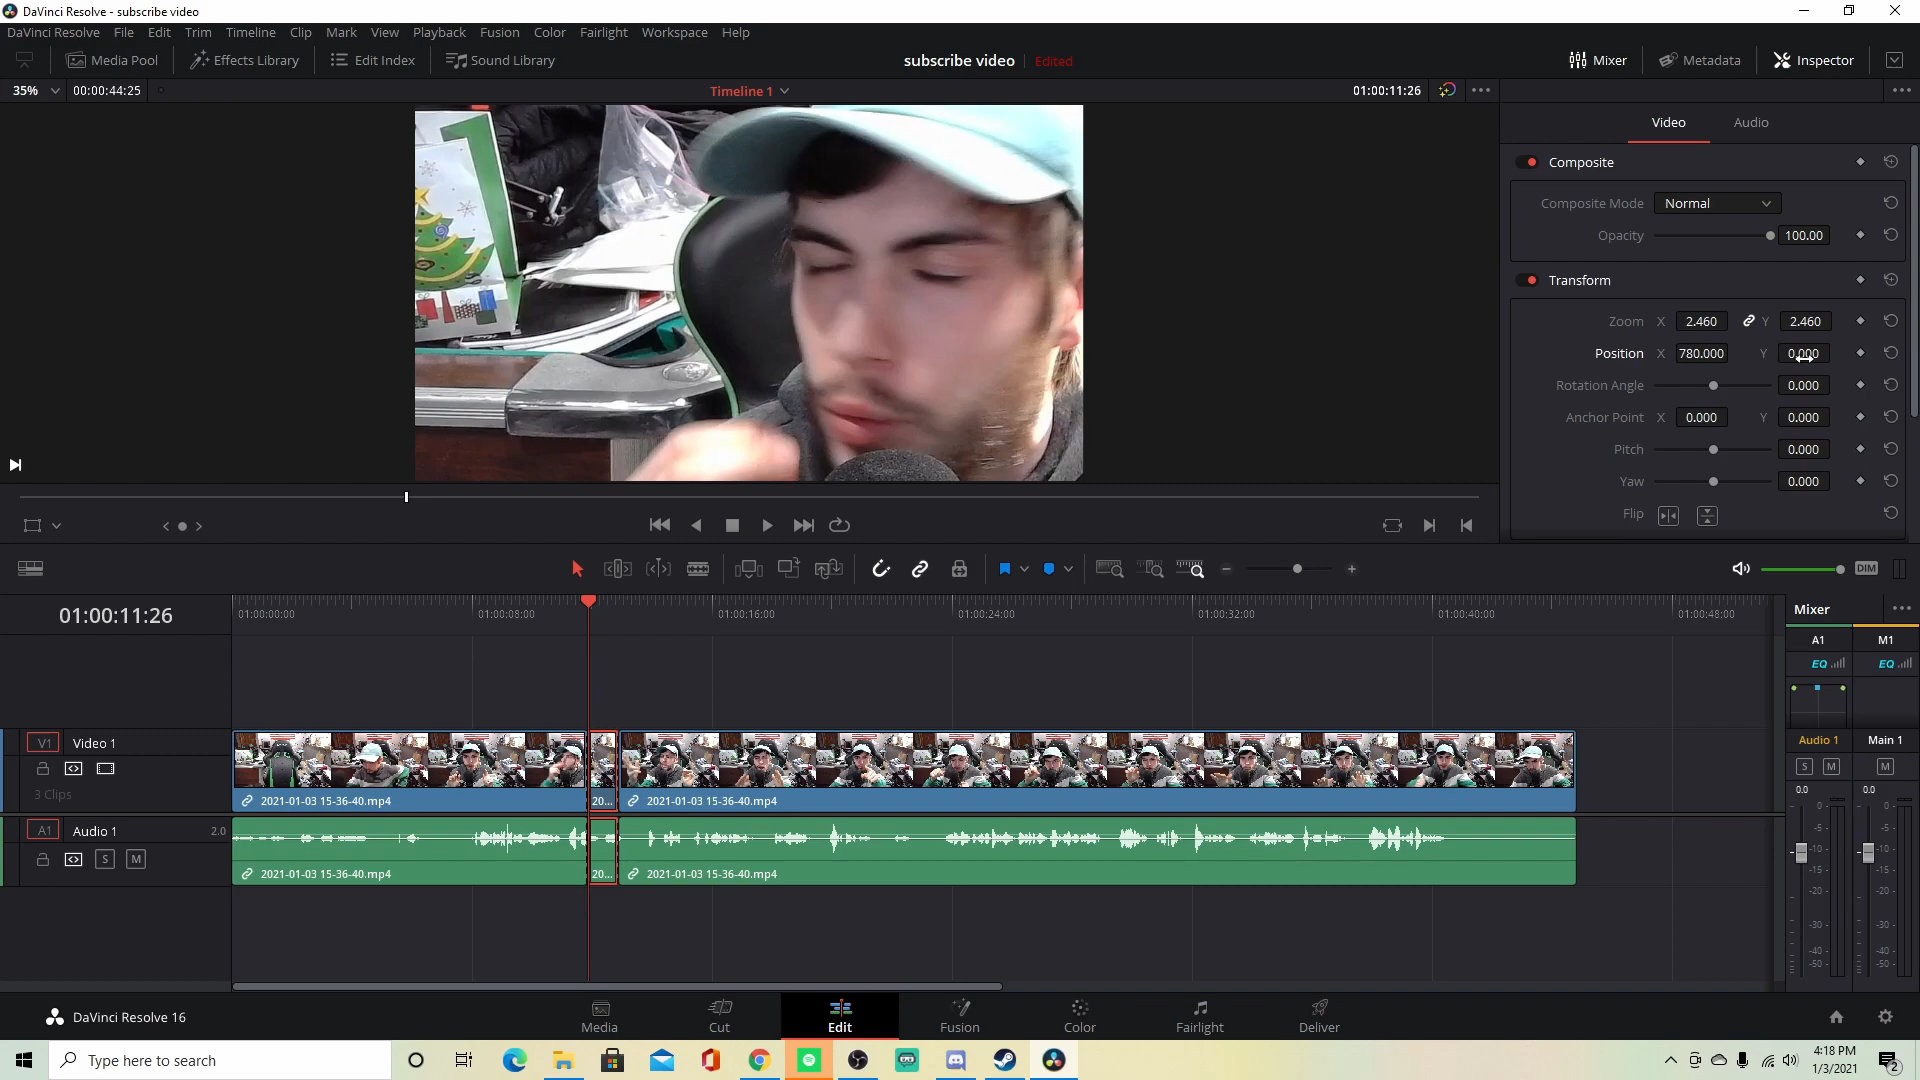 DaVinci Resolve - subscribe video
DaVinci Resolve File Edit Trim Timeline Clip Mark View Playback Fusion Color Fairlight Workspace Help
Media Pool Effects Library Edit Index Sound Library subscribe video Edited Mixer Metadata Inspector
35% 00:00:44:25 Timeline 1 01:00:11:26
Video Audio
Composite
Composite Mode Normal
Opacity 100.00
Transform
Zoom X 2.460 Y 2.460
Position X 780.000 Y 0.000
Rotation Angle 0.000
Anchor Point X 0.000 Y 0.000
Pitch 0.000
Yaw 0.000
Flip
DIM
01:00:11:26 01:00:00:00 01:00:08:00 01:00:16:00 01:00:24:00 01:00:32:00 01:00:40:00 01:00:48:00
Mixer
A1 M1
EQ EQ
V1 Video 1
3 Clips
2021-01-03 15-36-40.mp4 20... 2021-01-03 15-36-40.mp4
Audio 1 Main 1
S M M
A1 Audio 1 2.0
S M
2021-01-03 15-36-40.mp4 20... 2021-01-03 15-36-40.mp4
0.0 0.0
0 0
-5 -5
-10 -10
-15 -15
-20 -20
-30 -30
-40 -40
-50 -50
DaVinci Resolve 16
Media Cut Edit Fusion Color Fairlight Deliver
Type here to search
4:18 PM
1/3/2021
2